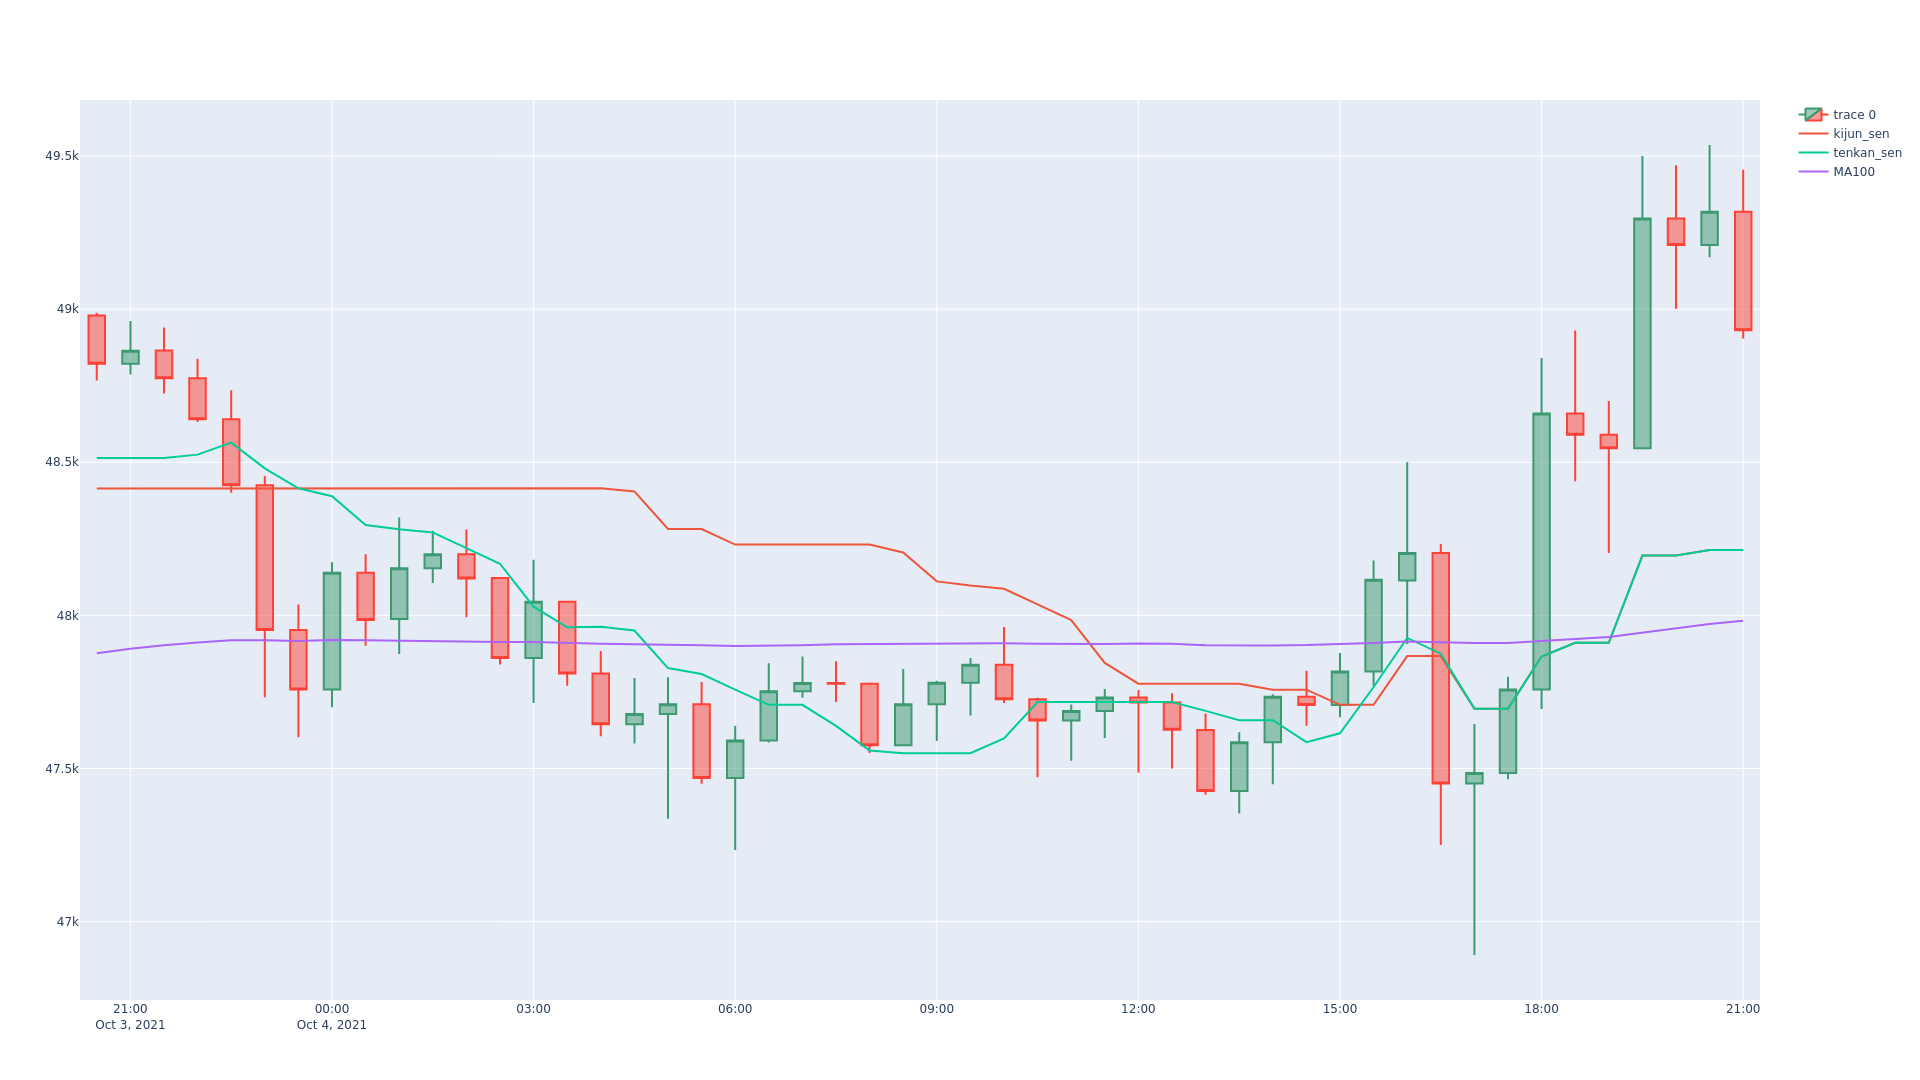 trace 0
kijun_sen
tenkan_sen
MA100
49.5k
49k
48.5k
48k
47.5k
47k
21:00 00:00 03:00 06:00 09:00 12:00 15:00 18:00 21:00
Oct 3, 2021 Oct 4, 2021